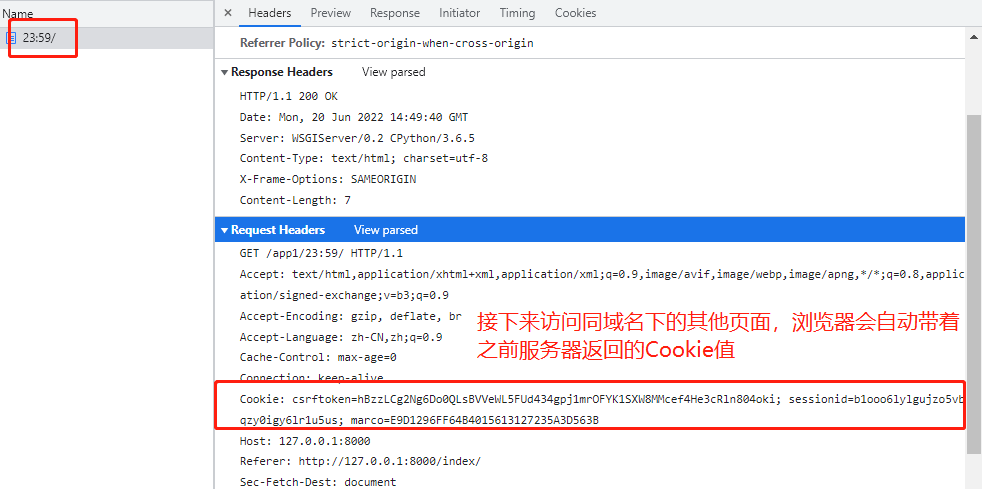 Name
23:59/
× Headers Preview Response Initiator Timing Cookies
Referrer Policy: strict-origin-when-cross-origin
Response Headers View parsed
HTTP/1.1 200 OK
Date: Mon, 20 Jun 2022 14:49:40 GMT
Server: WSGIServer/0.2 CPython/3.6.5
Content-Type: text/html; charset=utf-8
X-Frame-Options: SAMEORIGIN
Content-Length: 7
Request Headers View parsed
GET /app1/23:59/ HTTP/1.1
Accept: text/html,application/xhtml+xml,application/xml;q=0.9,image/avif,image/webp,image/apng,*/*;q=0.8,applic
ation/signed-exchange;v=b3;q=0.9
Accept-Encoding: gzip, deflate, br
Accept-Language: zh-CN,zh;q=0.9
Cache-Control: max-age=0
Connection: keep-alive
接下来访问同域名下的其他页面，浏览器会自动带着
之前服务器返回的Cookie值
Cookie: csrftoken=hBzzLCg2Ng6Do0QLsBVVeWL5FUd434gpj1mrOFYK1SXW8MMcef4He3cRln804oki; sessionid=b1ooo6lylgujzo5vb
qzy0igy6lr1u5us; marco=E9D1296FF64B4015613127235A3D563B
Host: 127.0.0.1:8000
Referer: http://127.0.0.1:8000/index/
Sec-Fetch-Dest: document